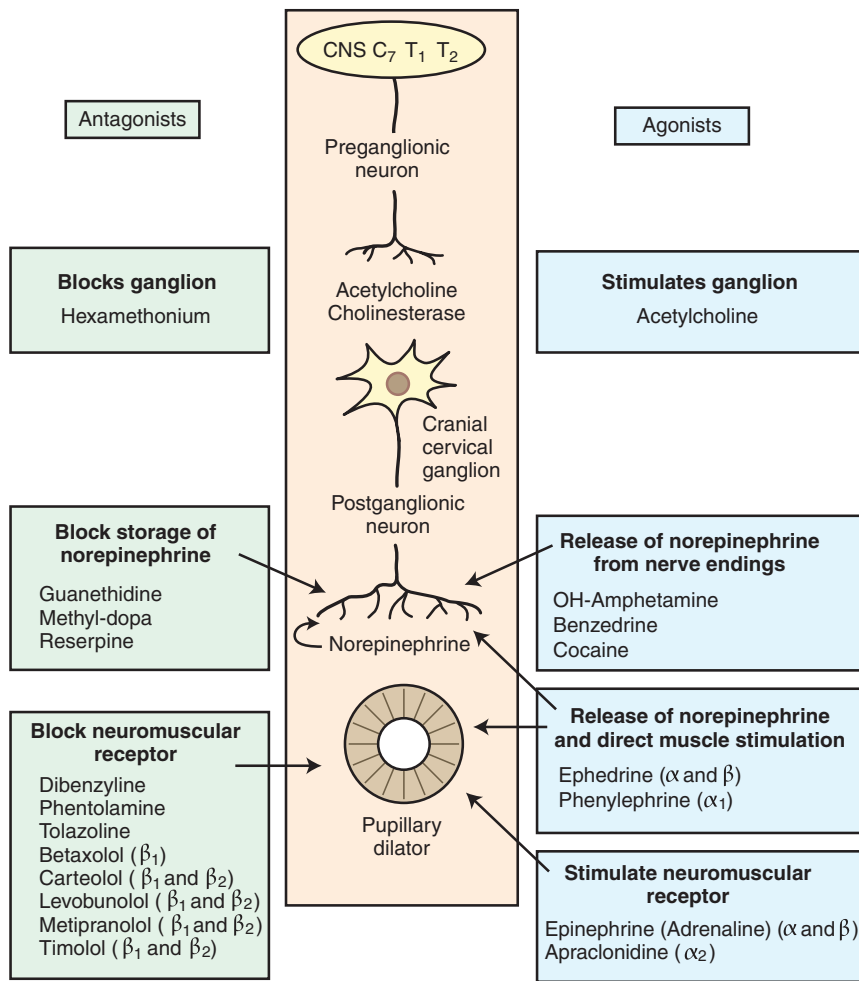 CNS C₇ T₁ T₂
Antagonists
Agonists
Preganglionic
neuron
Blocks ganglion
Hexamethonium
Acetylcholine
Cholinesterase
Stimulates ganglion
Acetylcholine
Cranial
cervical
ganglion
Postganglionic
neuron
Block storage of
norepinephrine
Guanethidine
Methyl-dopa
Reserpine
Norepinephrine
Release of norepinephrine
from nerve endings
OH-Amphetamine
Benzedrine
Cocaine
Block neuromuscular
receptor
Dibenzyline
Phentolamine
Tolazoline
Betaxolol (β₁)
Carteolol (β₁ and β₂)
Levobunolol (β₁ and β₂)
Metipranolol (β₁ and β₂)
Timolol (β₁ and β₂)
Pupillary
dilator
Release of norepinephrine
and direct muscle stimulation
Ephedrine (α and β)
Phenylephrine (α₁)
Stimulate neuromuscular
receptor
Epinephrine (Adrenaline) (α and β)
Apraclonidine (α₂)